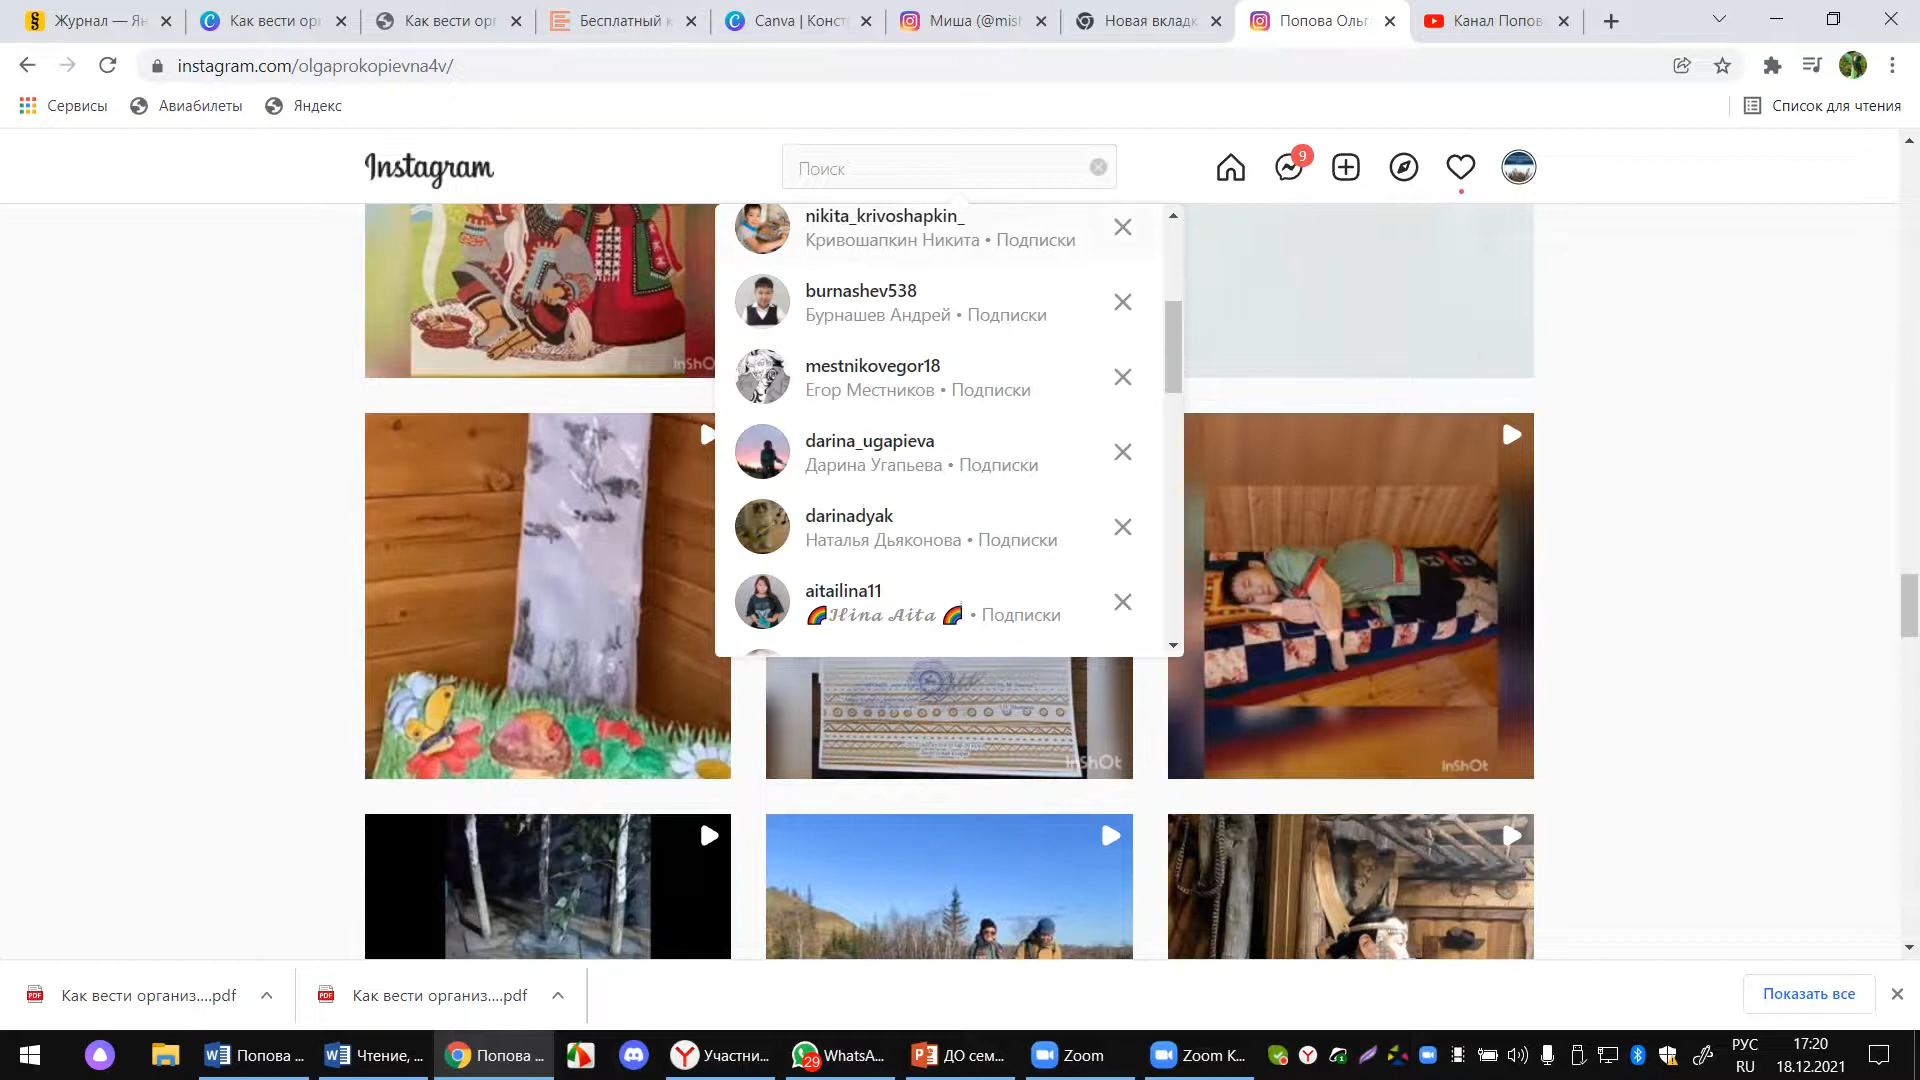 Журнал — Ян
Как вести орг
Как вести орг
Бесплатный к
Canva | Конст
Миша (@mish
Новая вкладк
Попова Ольг
Канал Попов
instagram.com/olgaprokopievna4v/
Сервисы
Авиабилеты
Яндекс
Список для чтения
Instagram
Поиск
9
nikita_krivoshapkin_
Кривошапкин Никита • Подписки
burnashev538
Бурнашев Андрей • Подписки
mestnikovegor18
Егор Местников • Подписки
darina_ugapieva
Дарина Угапьева • Подписки
darinadyak
Наталья Дьяконова • Подписки
aitailina11
🌈𝓘𝓵𝓲𝓷𝓪 𝓐𝓲𝓽𝓪 🌈 • Подписки
InShO
InShOt
InShOt
Как вести организ....pdf
Как вести организ....pdf
Показать все
Попова ...
Чтение, ...
Попова ...
Участни...
29
WhatsA...
ДО сем...
Zoom
Zoom К...
РУС
RU
17:20
18.12.2021